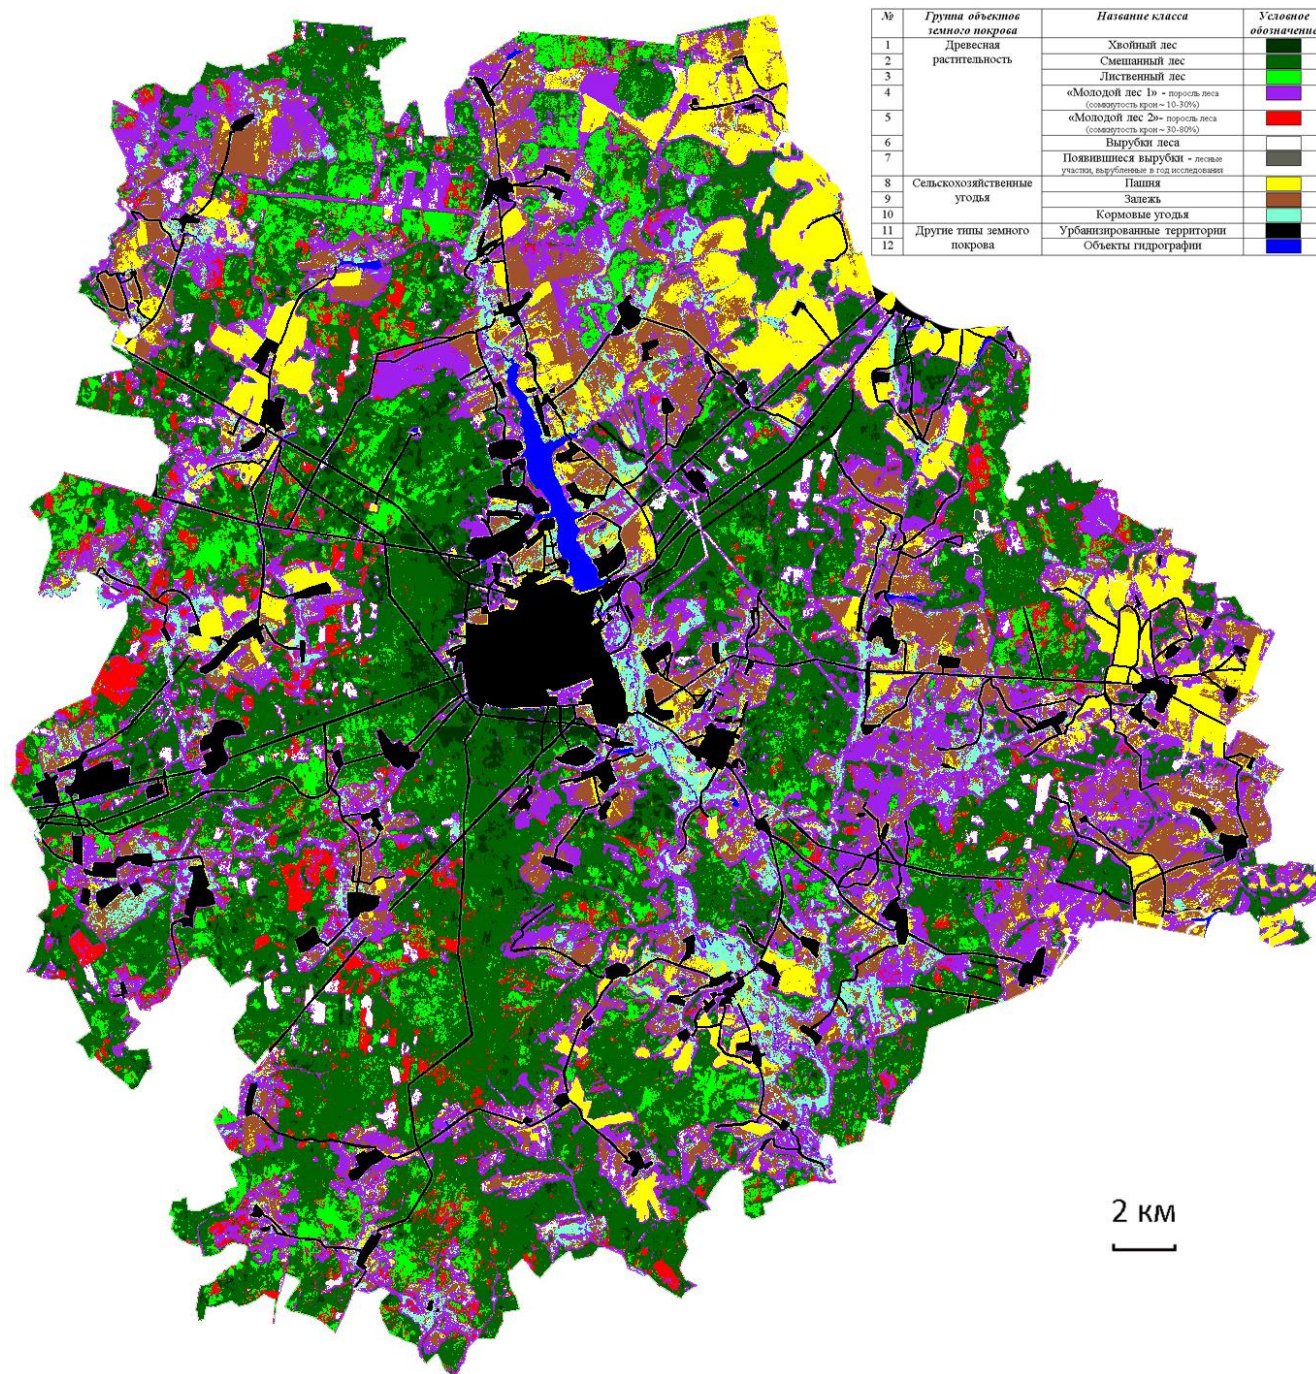 № Группа объектов земного покрова Название класса Условное обозначение
1 Древесная растительность Хвойный лес
2 Смешанный лес
3 Лиственный лес
4 «Молодой лес 1» - поросль леса (сомкнутость крон ~ 10-30%)
5 «Молодой лес 2»- поросль леса (сомкнутость крон ~ 30-80%)
6 Вырубки леса
7 Появившиеся вырубки - лесные участки, вырубленные в год исследования
8 Сельскохозяйственные угодья Пашня
9 Залежь
10 Кормовые угодья
11 Другие типы земного покрова Урбанизированные территории
12 Объекты гидрографии
2 км